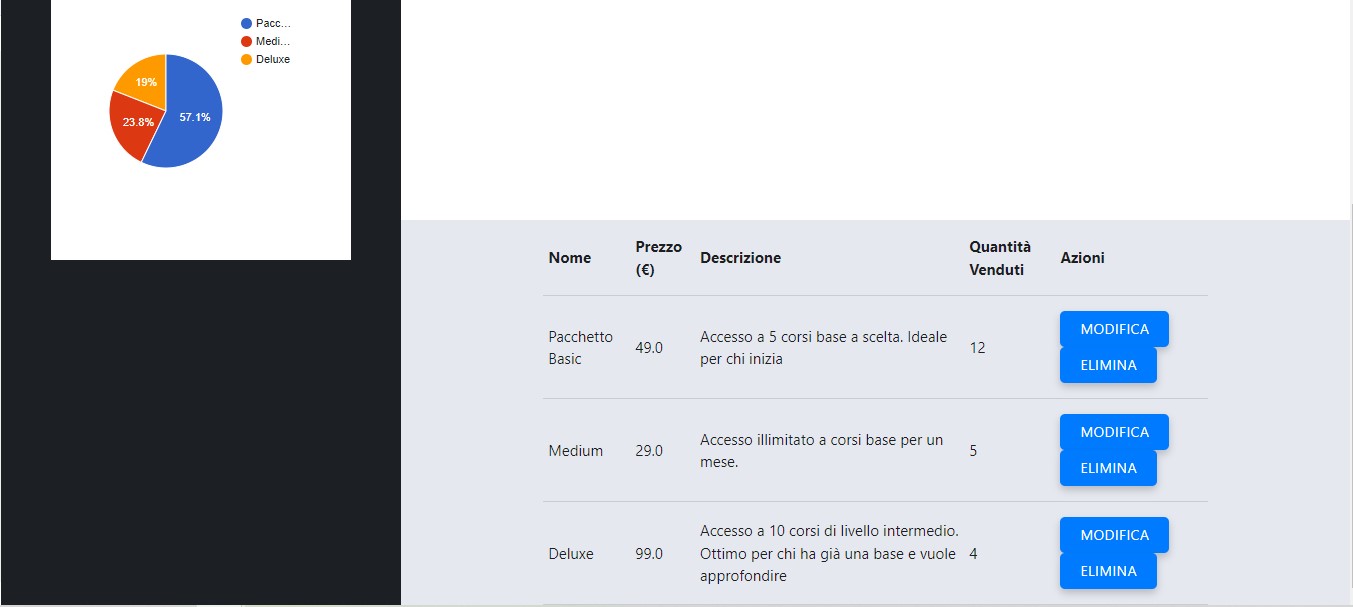 Pacc...
Medi...
Deluxe
19%
23.8%
57.1%
Nome
Prezzo
(€)
Descrizione
Quantità
Venduti
Azioni
Pacchetto
Basic
49.0
Accesso a 5 corsi base a scelta. Ideale
per chi inizia
12
MODIFICA
ELIMINA
Medium
29.0
Accesso illimitato a corsi base per un
mese.
5
MODIFICA
ELIMINA
Deluxe
99.0
Accesso a 10 corsi di livello intermedio.
Ottimo per chi ha già una base e vuole
approfondire
4
MODIFICA
ELIMINA